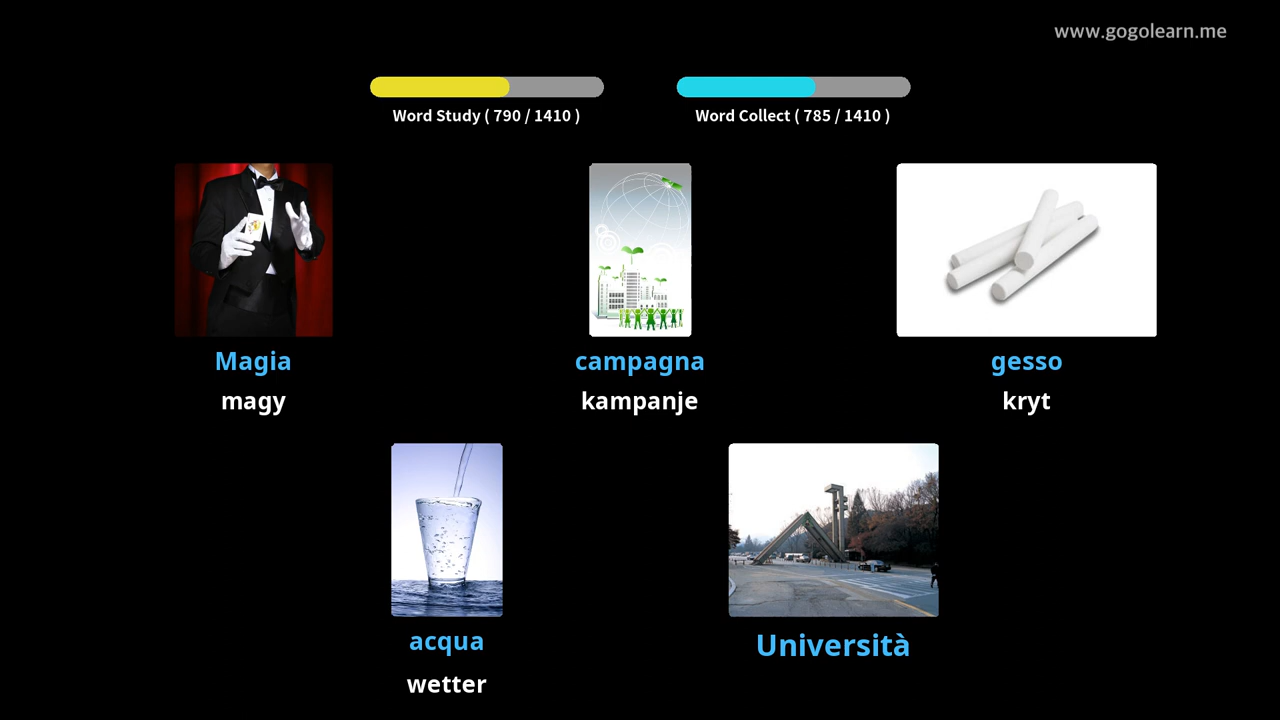 www.gogolearn.me
Word Study ( 790 / 1410 )
Word Collect ( 785 / 1410 )
Magia
magy
campagna
kampanje
gesso
kryt
acqua
wetter
Università